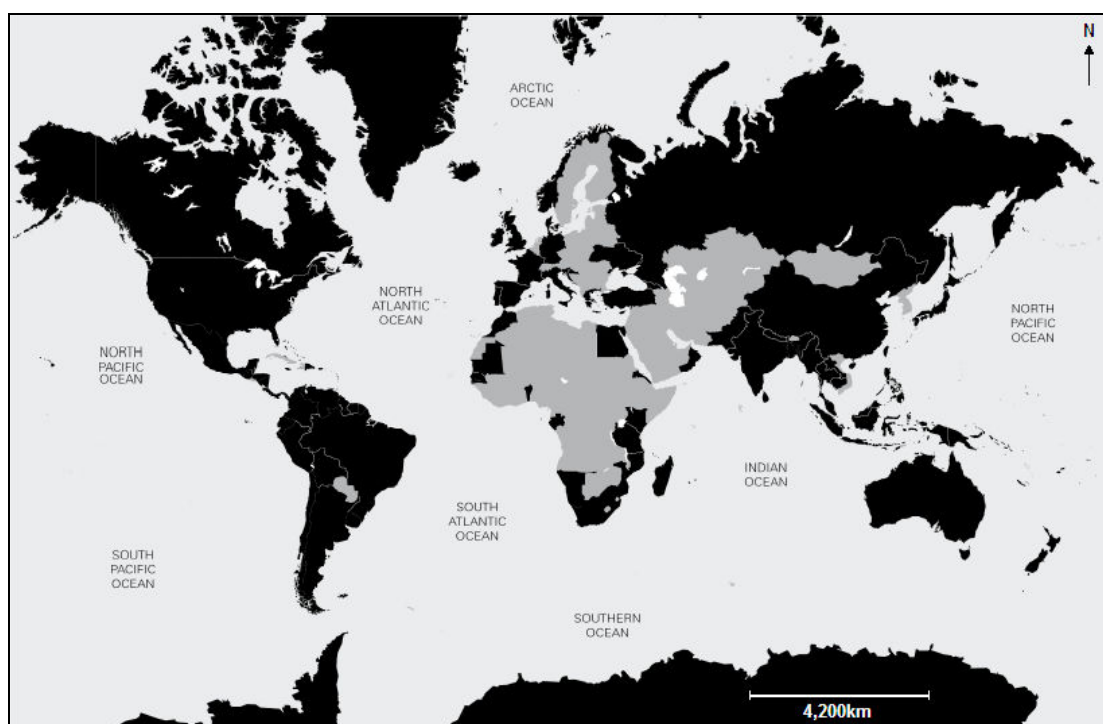 N
ARCTIC
OCEAN
NORTH
ATLANTIC
OCEAN
NORTH
PACIFIC
OCEAN
NORTH
PACIFIC
OCEAN
INDIAN
OCEAN
SOUTH
ATLANTIC
OCEAN
SOUTH
PACIFIC
OCEAN
SOUTHERN
OCEAN
4,200km